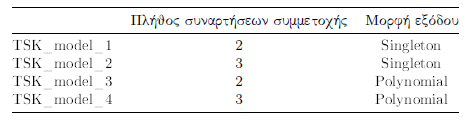 Πλήθος συναρτήσεων συμμετοχής Μορφή εξόδου
TSK_model_1 2 Singleton
TSK_model_2 3 Singleton
TSK_model_3 2 Polynomial
TSK_model_4 3 Polynomial